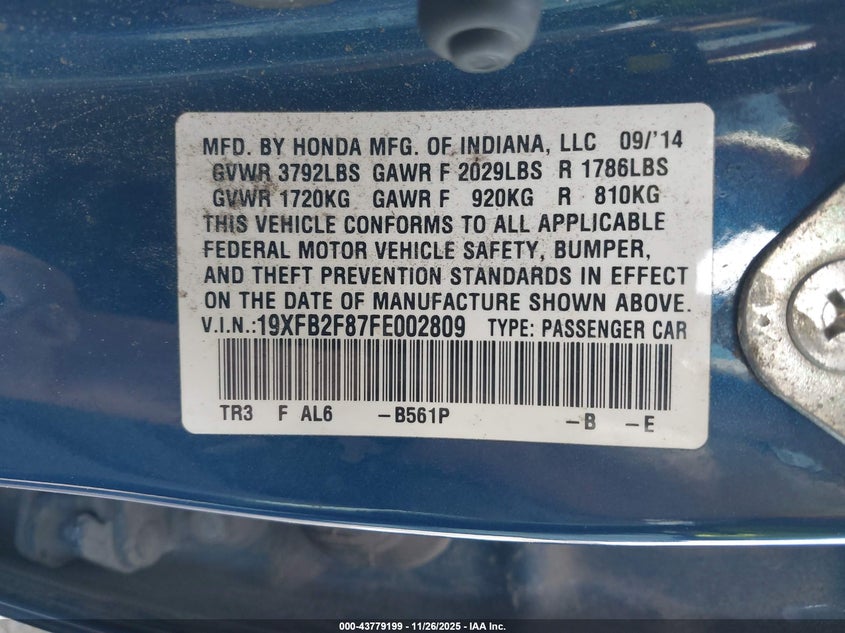 MFD. BY HONDA MFG. OF INDIANA, LLC 09/'14
GVWR 3792LBS GAWR F 2029LBS R 1786LBS
GVWR 1720KG GAWR F 920KG R 810KG
THIS VEHICLE CONFORMS TO ALL APPLICABLE
FEDERAL MOTOR VEHICLE SAFETY, BUMPER,
AND THEFT PREVENTION STANDARDS IN EFFECT
ON THE DATE OF MANUFACTURE SHOWN ABOVE.
V.I.N.:19XFB2F87FE002809 TYPE: PASSENGER CAR
TR3 F AL6 -B561P -B -E
000-43779199 | 11/26/2025 - IAA Inc.